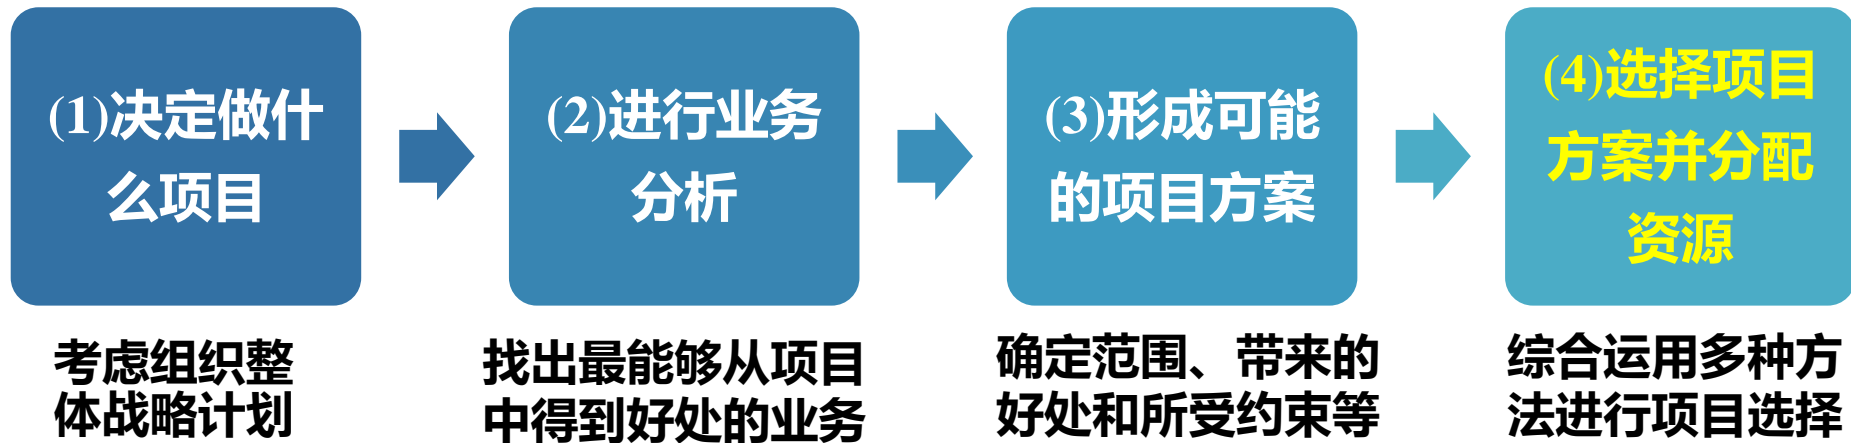 (1)决定做什
么项目
(2)进行业务
分析
(3)形成可能
的项目方案
(4)选择项目
方案并分配
资源
考虑组织整
体战略计划
找出最能够从项目
中得到好处的业务
确定范围、带来的
好处和所受约束等
综合运用多种方
法进行项目选择